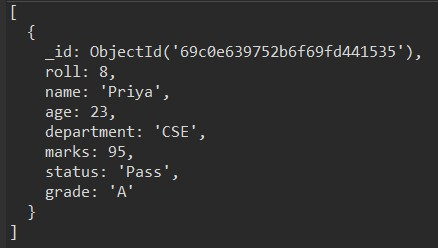 [
  {
    _id: ObjectId('69c0e639752b6f69fd441535'),
    roll: 8,
    name: 'Priya',
    age: 23,
    department: 'CSE',
    marks: 95,
    status: 'Pass',
    grade: 'A'
  }
]